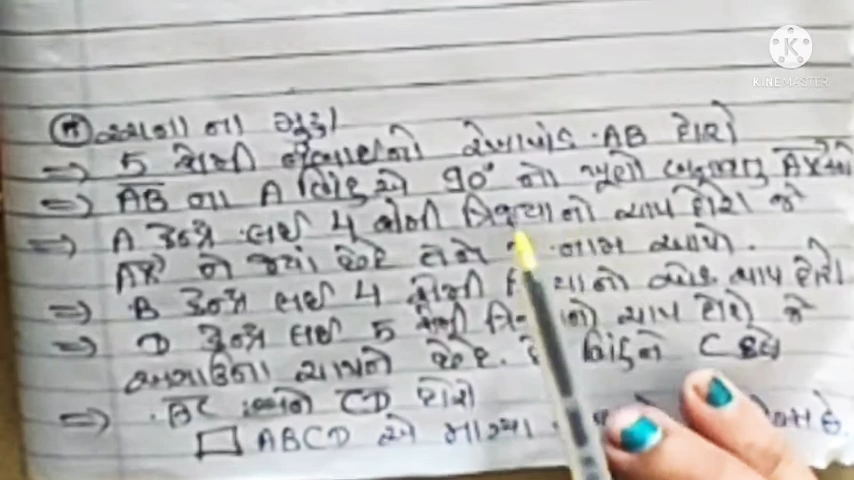 KINEMASTER
રચનાના મુદ્દા
⇒ 5 સેમી લંબાઈનો રેખાખંડ AB દોરો
⇒ AB ના A બિંદુએ 90° નો ખૂણો બનાવતું AX દોરો
⇒ A કેન્દ્ર લઈ 4 સેમી ત્રિજ્યાનો ચાપ દોરો જે
AX ને જ્યાં છેદે તેને નામ આપો.
⇒ B કેન્દ્ર લઈ 4 સેમી નો એક ચાપ દોરો.
⇒ D કેન્દ્ર લઈ 5 સેમી નો ચાપ દોરો જે
અગાઉના ચાપને છેદે. બિંદુને C કહો
⇒ BC અને CD દોરો
□ ABCD એ માગ્યા